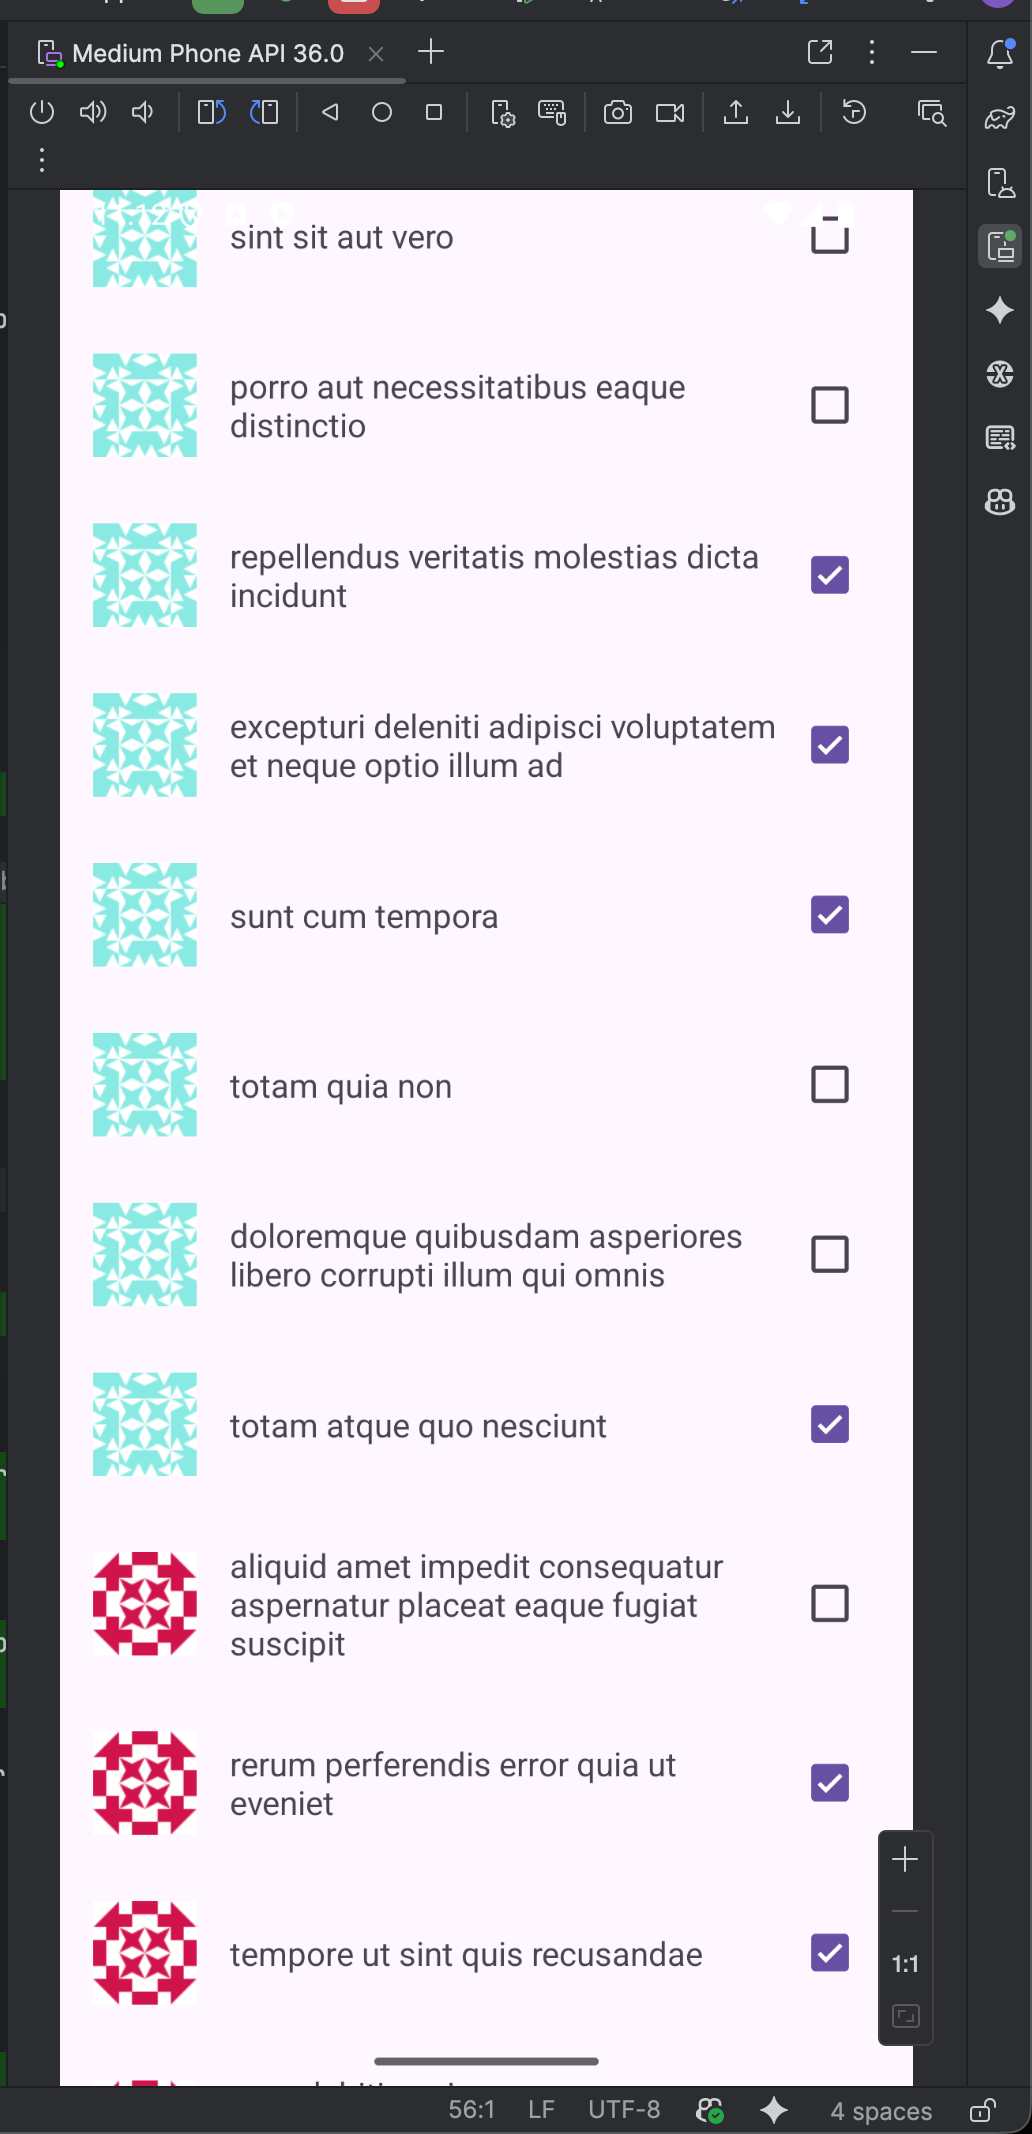 Medium Phone API 36.0
sint sit aut vero
porro aut necessitatibus eaque
distinctio
repellendus veritatis molestias dicta
incidunt
excepturi deleniti adipisci voluptatem
et neque optio illum ad
sunt cum tempora
totam quia non
doloremque quibusdam asperiores
libero corrupti illum qui omnis
totam atque quo nesciunt
aliquid amet impedit consequatur
aspernatur placeat eaque fugiat
suscipit
rerum perferendis error quia ut
eveniet
tempore ut sint quis recusandae
1:1
56:1 LF UTF-8 4 spaces